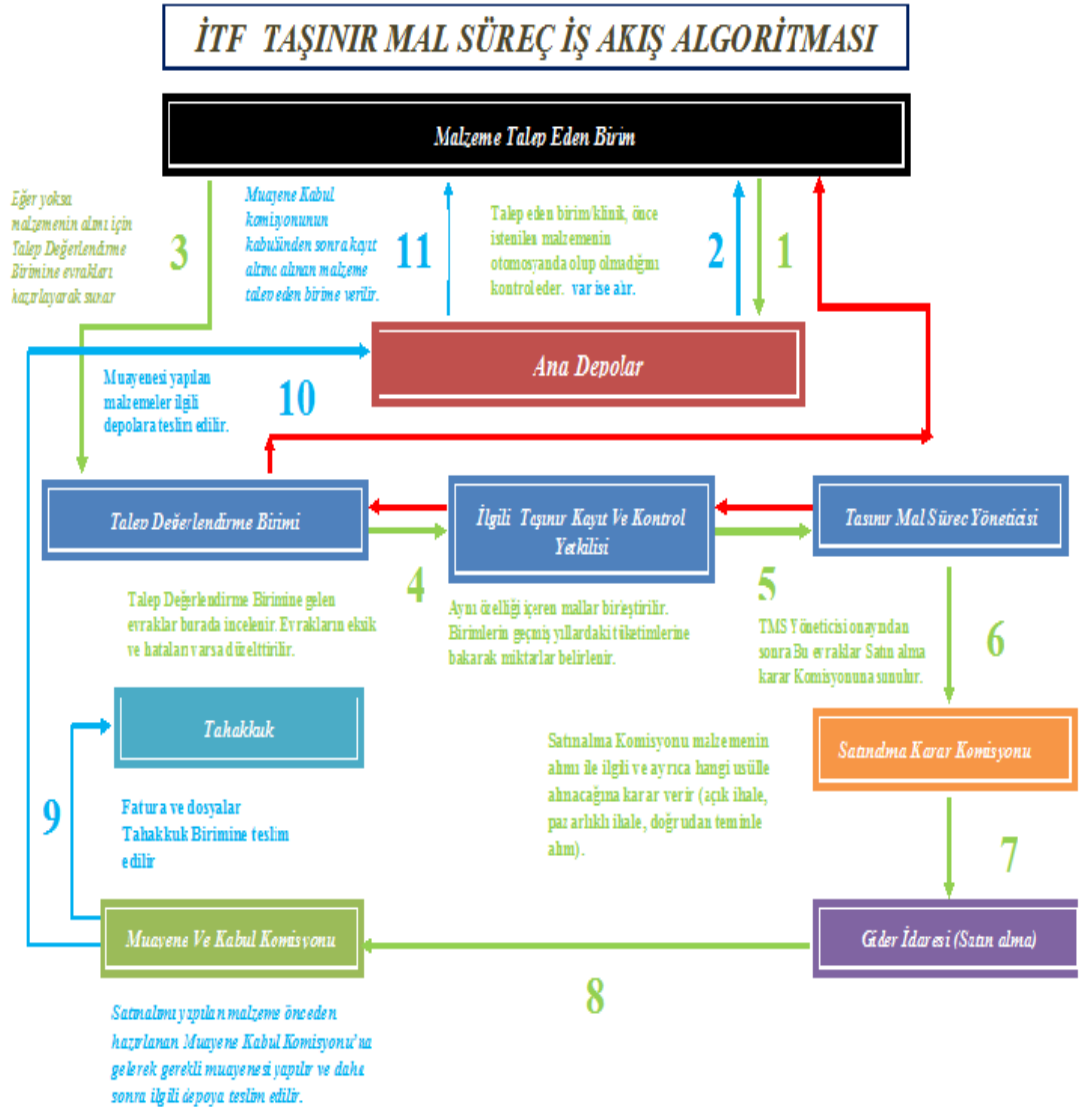 İTF TAŞINIR MAL SÜREÇ İŞ AKIŞ ALGORİTMASI
Malzeme Talep Eden Birim
Eğer yoksa
malzemenin alımı için
Talep Değerlendirme
Birimine evrakları
hazırlayarak sunar
3
Muayene Kabul
komisyonunun
kabülünden sonra kayıt
altına alınan malzeme
talep eden birime verilir.
11
Talep eden birim/klinik, önce
istenilen malzemenin
otomosyanda olup olmadığını
kontrol eder. var ise alır.
2
1
Ana Depolar
Muayenesi yapılan
malzemeler ilgili
depolara teslim edilir.
10
Talep Değerlendirme Birimi
İlgili Taşınır Kayıt Ve Kontrol
Yetkilisi
Tasınır Mal Sürec Yöneticisi
4
5
6
Talep Değerlendirme Birimine gelen
evraklar burada incelenir. Evrakların eksik
ve hataları varsa düzelttirilir.
Aynı özelliği içeren mallar birleştirilir.
Birimlerin geçmiş yıllardaki tüketimlerine
bakarak miktarlar belirlenir.
TMS Yöneticisi onayından
sonra Bu evraklar Satın alma
karar Komisyonuna sunulur.
Tahakkuk
Satınalma Komisyonu malzemenin
alımı ile ilgili ve ayrıca hangi usülle
alınacağına karar verir (açık ihale,
pazarlıklı ihale, doğrudan teminle
alım).
Satınalma Karar Komisyonu
9
Fatura ve dosyalar
Tahakkuk Birimine teslim
edilir
7
Muayene Ve Kabul Komisyonu
Gider İdaresi (Satın alma)
8
Satınalımı yapılan malzeme önceden
hazırlanan Muayene Kabul Komisyonu'na
gelerek gerekli muayenesi yapılır ve daha
sonra ilgili depoya teslim edilir.